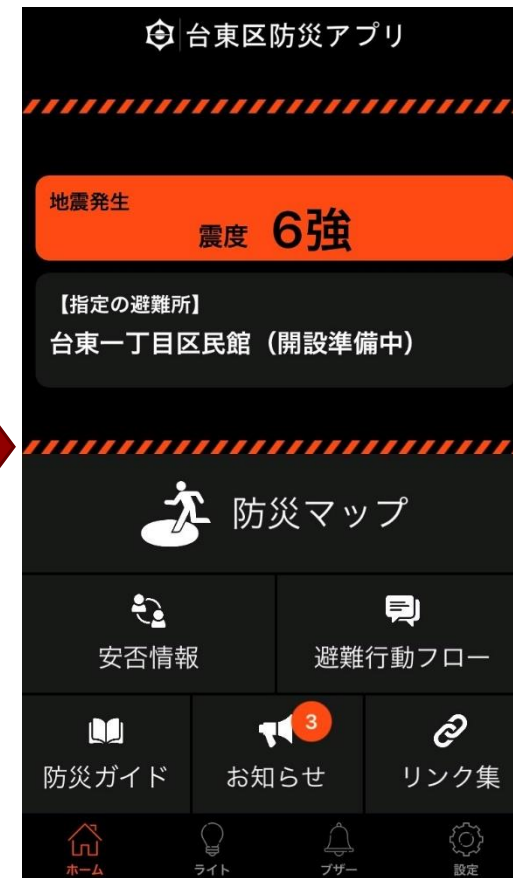 台東区防災アプリ
地震発生
震度 6強
【指定の避難所】
台東一丁目区民館（開設準備中）
防災マップ
安否情報
避難行動フロー
3
防災ガイド
お知らせ
リンク集
ホーム
ライト
ブザー
設定